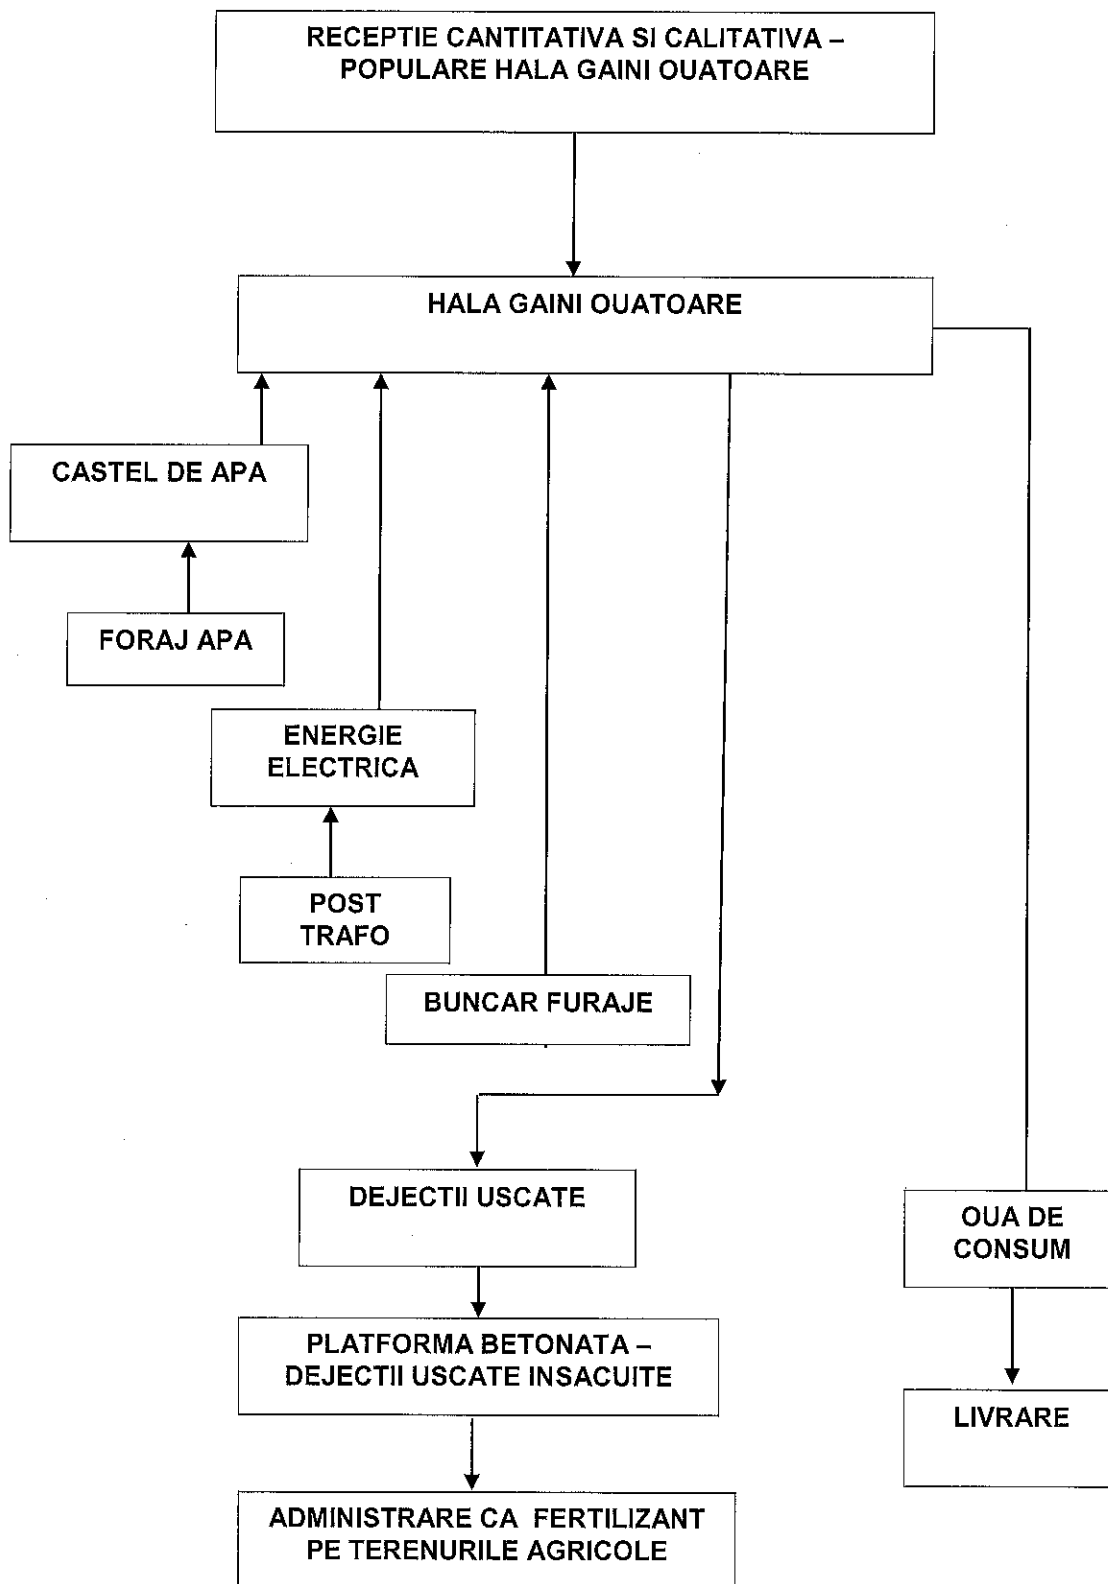 RECEPTIE CANTITATIVA SI CALITATIVA –
POPULARE HALA GAINI OUATOARE
HALA GAINI OUATOARE
CASTEL DE APA
FORAJ APA
ENERGIE
ELECTRICA
POST
TRAFO
BUNCAR FURAJE
DEJECTII USCATE
OUA DE
CONSUM
PLATFORMA BETONATA –
DEJECTII USCATE INSACUITE
LIVRARE
ADMINISTRARE CA FERTILIZANT
PE TERENURILE AGRICOLE